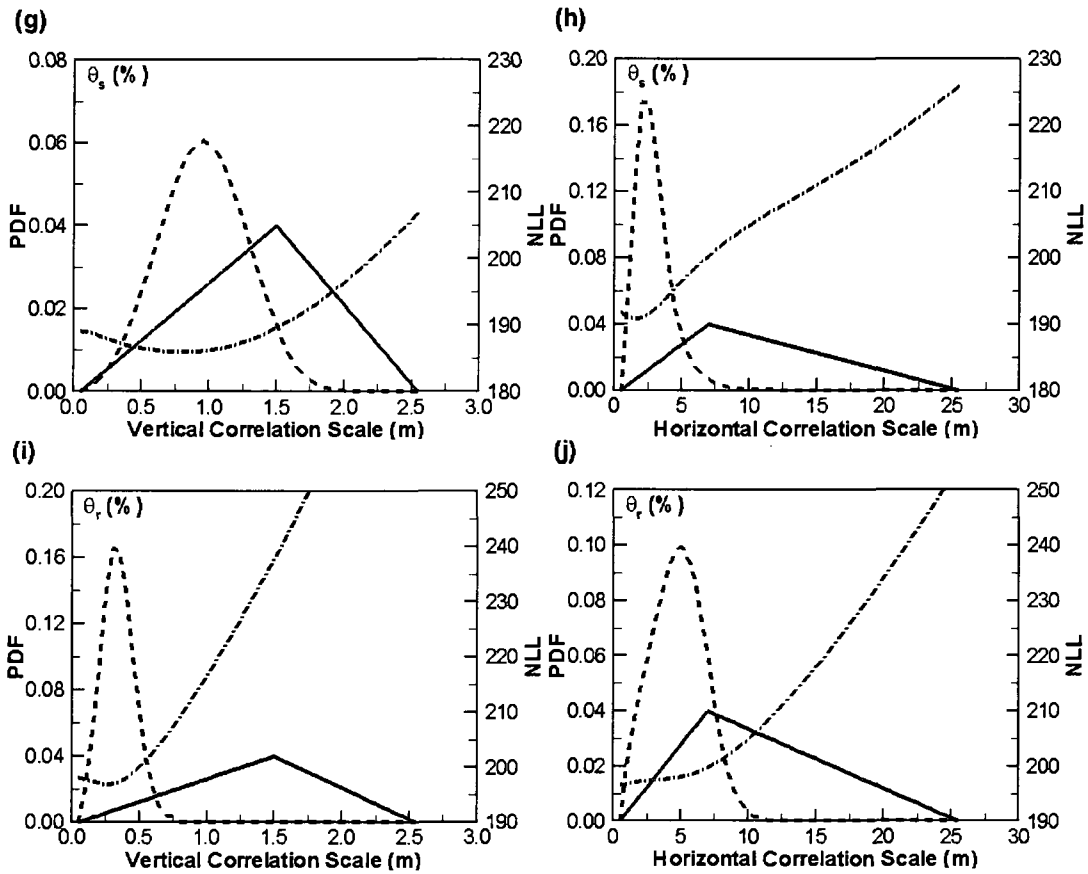 (g)
θs (%)
0.08
0.06
0.04
0.02
0.00
PDF
0.0 0.5 1.0 1.5 2.0 2.5 3.0
Vertical Correlation Scale (m)
230
220
210
200
190
180
NLL
(h)
θs (%)
0.20
0.16
0.12
0.08
0.04
0.00
PDF
0 5 10 15 20 25 30
Horizontal Correlation Scale (m)
230
220
210
200
190
180
NLL
(i)
θr (%)
0.20
0.16
0.12
0.08
0.04
0.00
PDF
0.0 0.5 1.0 1.5 2.0 2.5 3.0
Vertical Correlation Scale (m)
250
240
230
220
210
200
190
NLL
(j)
θr (%)
0.12
0.10
0.08
0.06
0.04
0.02
0.00
PDF
0 5 10 15 20 25 30
Horizontal Correlation Scale (m)
250
240
230
220
210
200
190
NLL